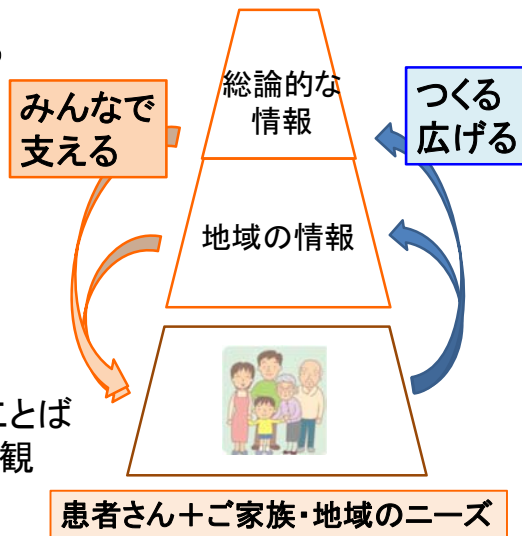 みんなで
支える
総論的な
情報
つくる
広げる
地域の情報
ことば
観
患者さん＋ご家族・地域のニーズ